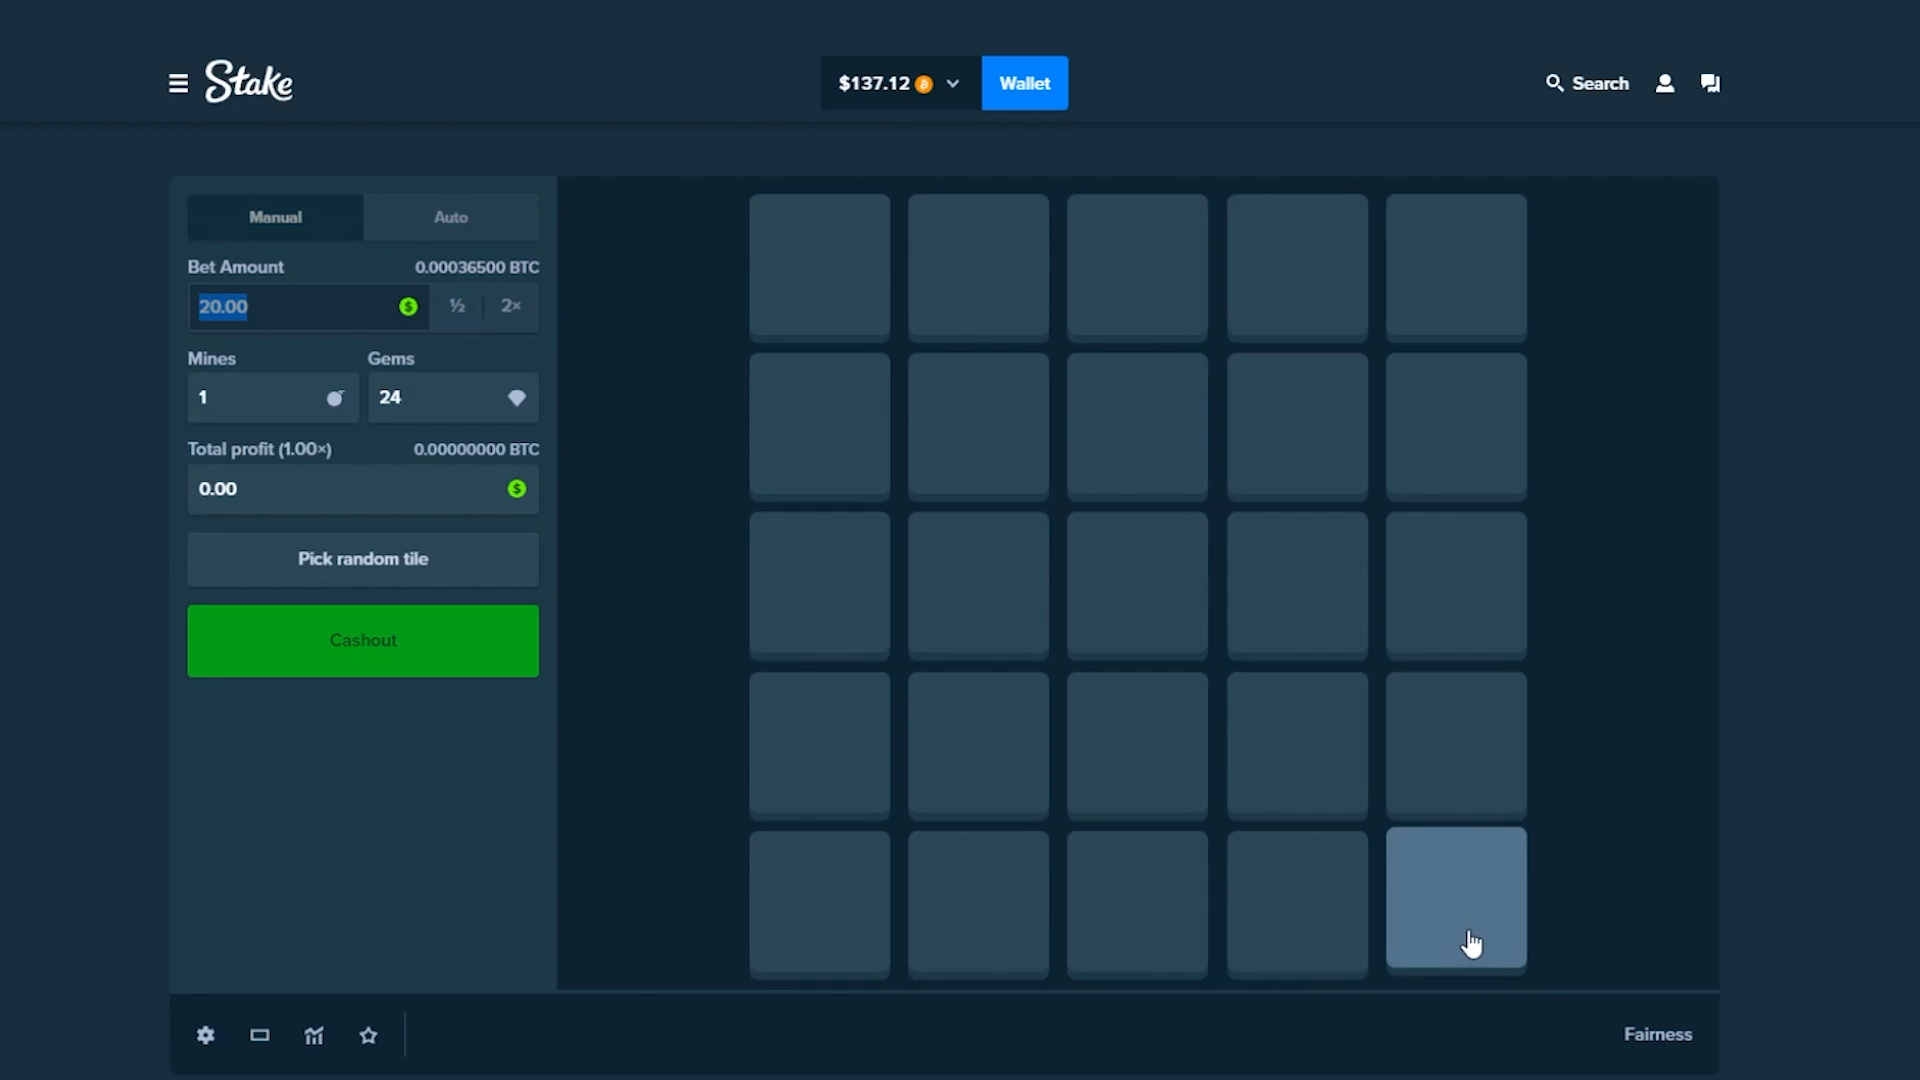 Stake
$137.12
Wallet
Search
Manual
Auto
Bet Amount
0.00036500 BTC
20.00
½
2×
Mines
Gems
1
24
Total profit (1.00×)
0.00000000 BTC
0.00
Pick random tile
Cashout
Fairness